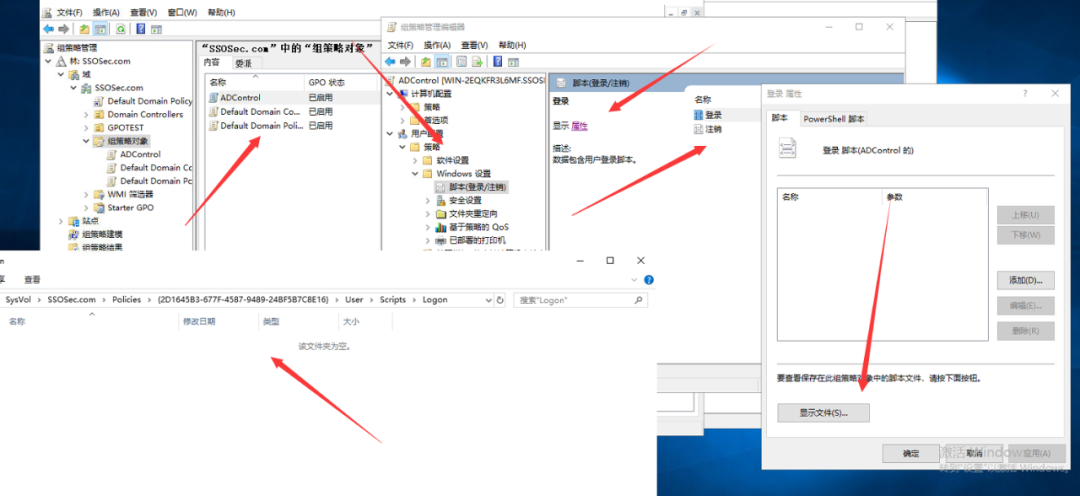 文件(F) 操作(A) 查看(V) 窗口(W) 帮助(H)
组策略管理
林: SSOSec.com
域
SSOSec.com
Default Domain Policy
Domain Controllers
GPOTEST
组策略对象
ADControl
Default Domain Co
Default Domain Pc
WMI 筛选器
Starter GPO
站点
组策略建模
组策略结果
“SSOSec.com”中的“组策略对象”
内容 委派
名称 GPO 状态
ADControl 已启用
Default Domain Co... 已启用
Default Domain Poli... 已启用
组策略管理编辑器
文件(F) 操作(A) 查看(V) 帮助(H)
ADControl [WIN-2EQKFR3L6MF.SSOSE
计算机配置
策略
首选项
用户配置
策略
软件设置
Windows 设置
脚本(登录/注销)
安全设置
文件夹重定向
基于策略的 QoS
已部署的打印机
脚本(登录/注销)
登录
显示 属性
描述:
数据包含用户登录脚本。
名称
登录
注销
登录 属性
脚本 PowerShell 脚本
登录 脚本(ADControl 的)
名称 参数
上移(U)
下移(W)
添加(D)...
编辑(E)...
删除(R)
要查看保存在此组策略对象中的脚本文件，请按下面按钮。
显示文件(S)...
确定 取消 应用(A)
激活 Windows
转到"设置"以激活 Windows。
查看
SysVol > SSOSec.com > Policies > {2D1645B3-677F-4587-94B9-24BF5B7C8E16} > User > Scripts > Logon
搜索"Logon"
名称 修改日期 类型 大小
该文件夹为空。